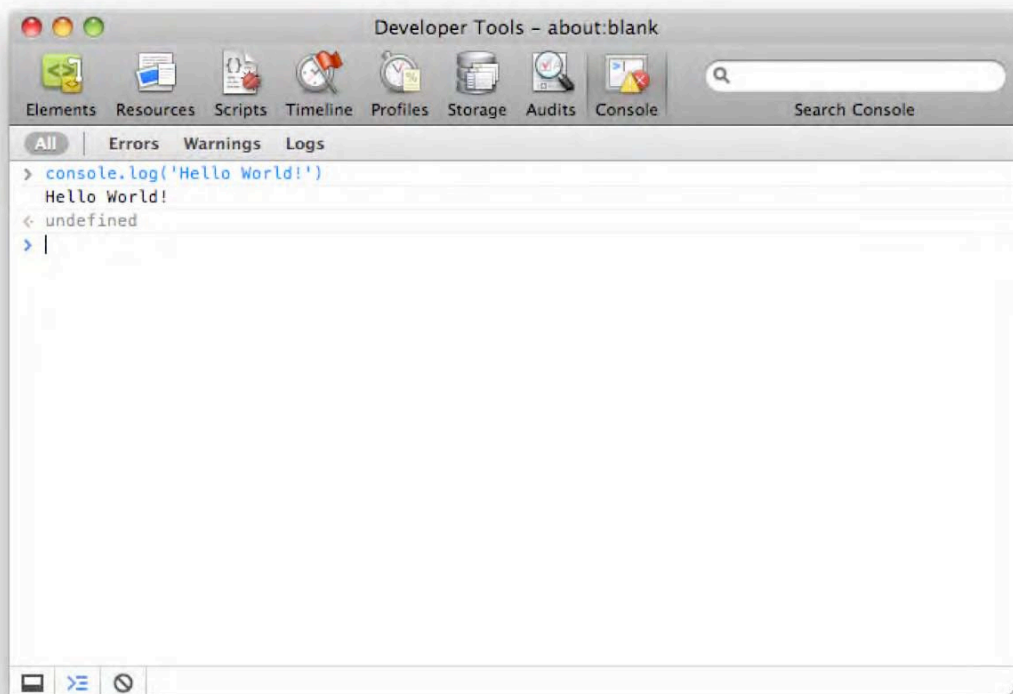 Developer Tools – about:blank
Elements Resources Scripts Timeline Profiles Storage Audits Console Search Console
All Errors Warnings Logs
> console.log('Hello World!')
Hello World!
< undefined
>